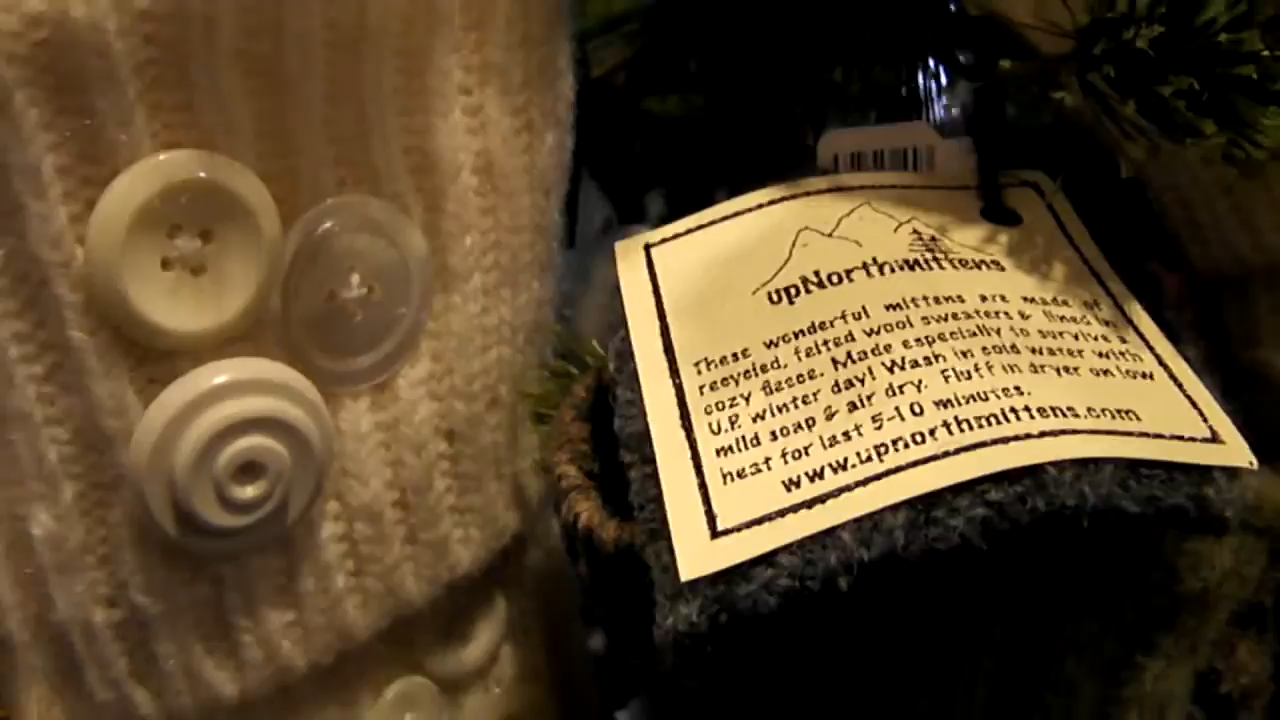 upNorthmittens
These wonderful mittens are made of
recycled, felted wool sweaters & lined in
cozy fleece. Made especially to survive a
U.P. winter day! Wash in cold water with
mild soap & air dry. Fluff in dryer on low
heat for last 5-10 minutes.
www.upnorthmittens.com